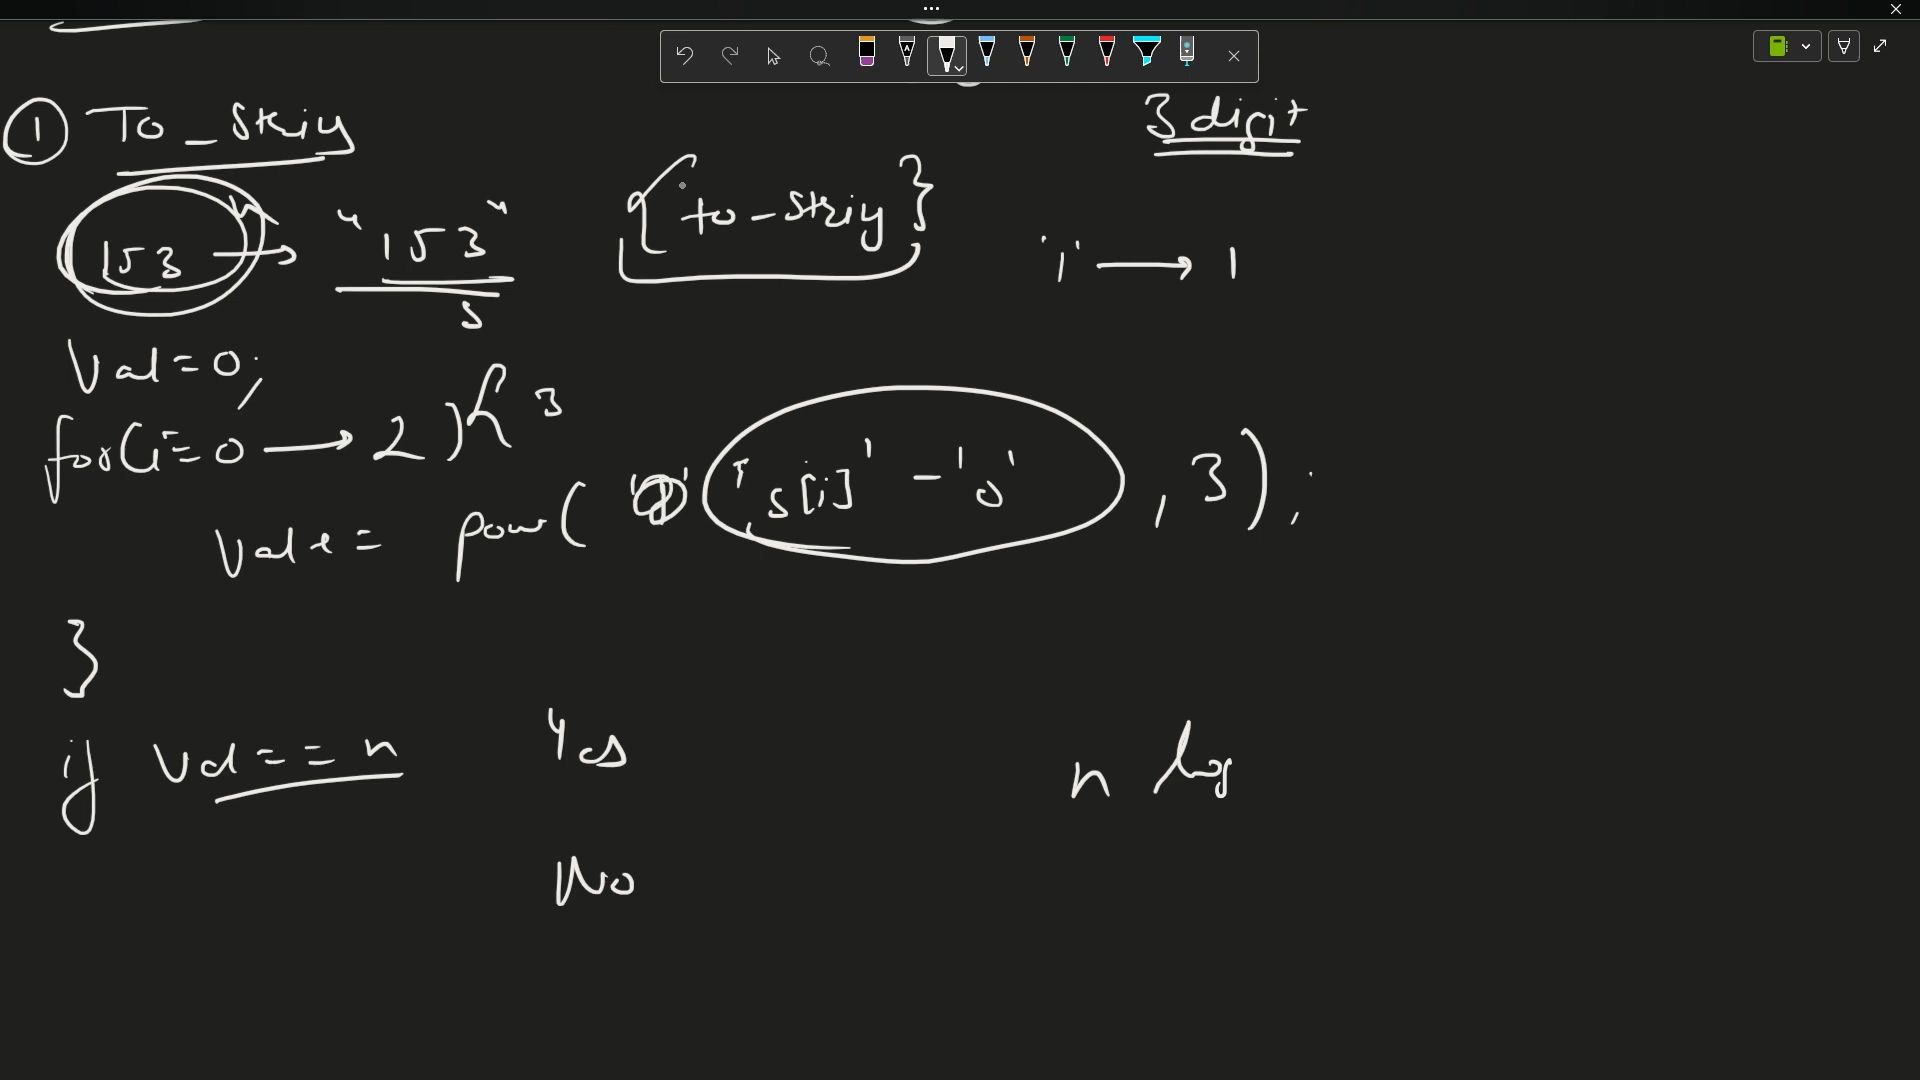 ① To_String
3 digit
153 n → "153" {to_string} '1' → 1
s
Val=0;
for(i=0 → 2){ 3
Val += pow( 's[i]' - '0' , 3);
}
if Val == n Yes
n log
No